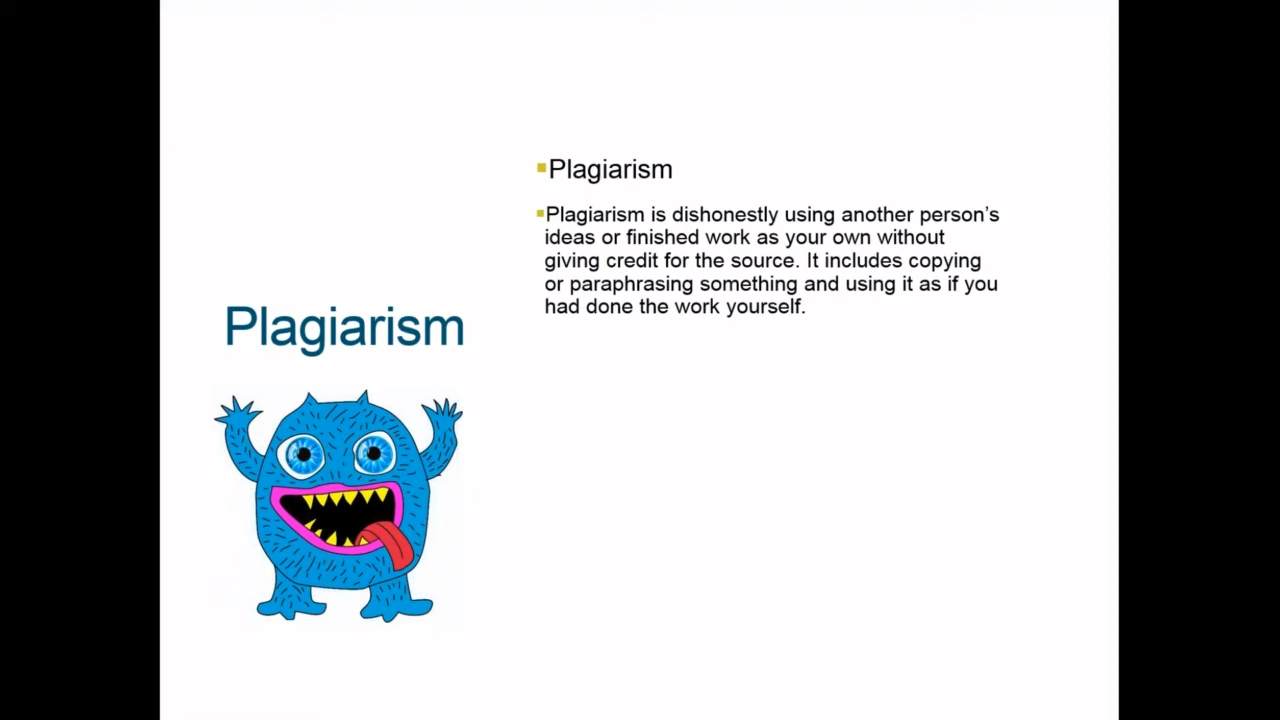 Plagiarism
▪Plagiarism
▪Plagiarism is dishonestly using another person’s
ideas or finished work as your own without
giving credit for the source. It includes copying
or paraphrasing something and using it as if you
had done the work yourself.